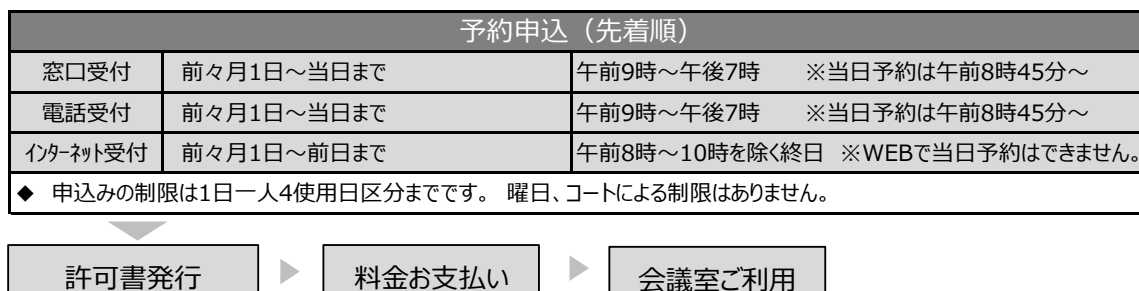 予約申込（先着順）
窓口受付 前々月1日～当日まで 午前9時～午後7時 ※当日予約は午前8時45分～
電話受付 前々月1日～当日まで 午前9時～午後7時 ※当日予約は午前8時45分～
ｲﾝﾀｰﾈｯﾄ受付 前々月1日～前日まで 午前8時～10時を除く終日 ※WEBで当日予約はできません。
◆ 申込みの制限は1日一人4使用日区分までです。 曜日、コートによる制限はありません。
許可書発行 料金お支払い 会議室ご利用